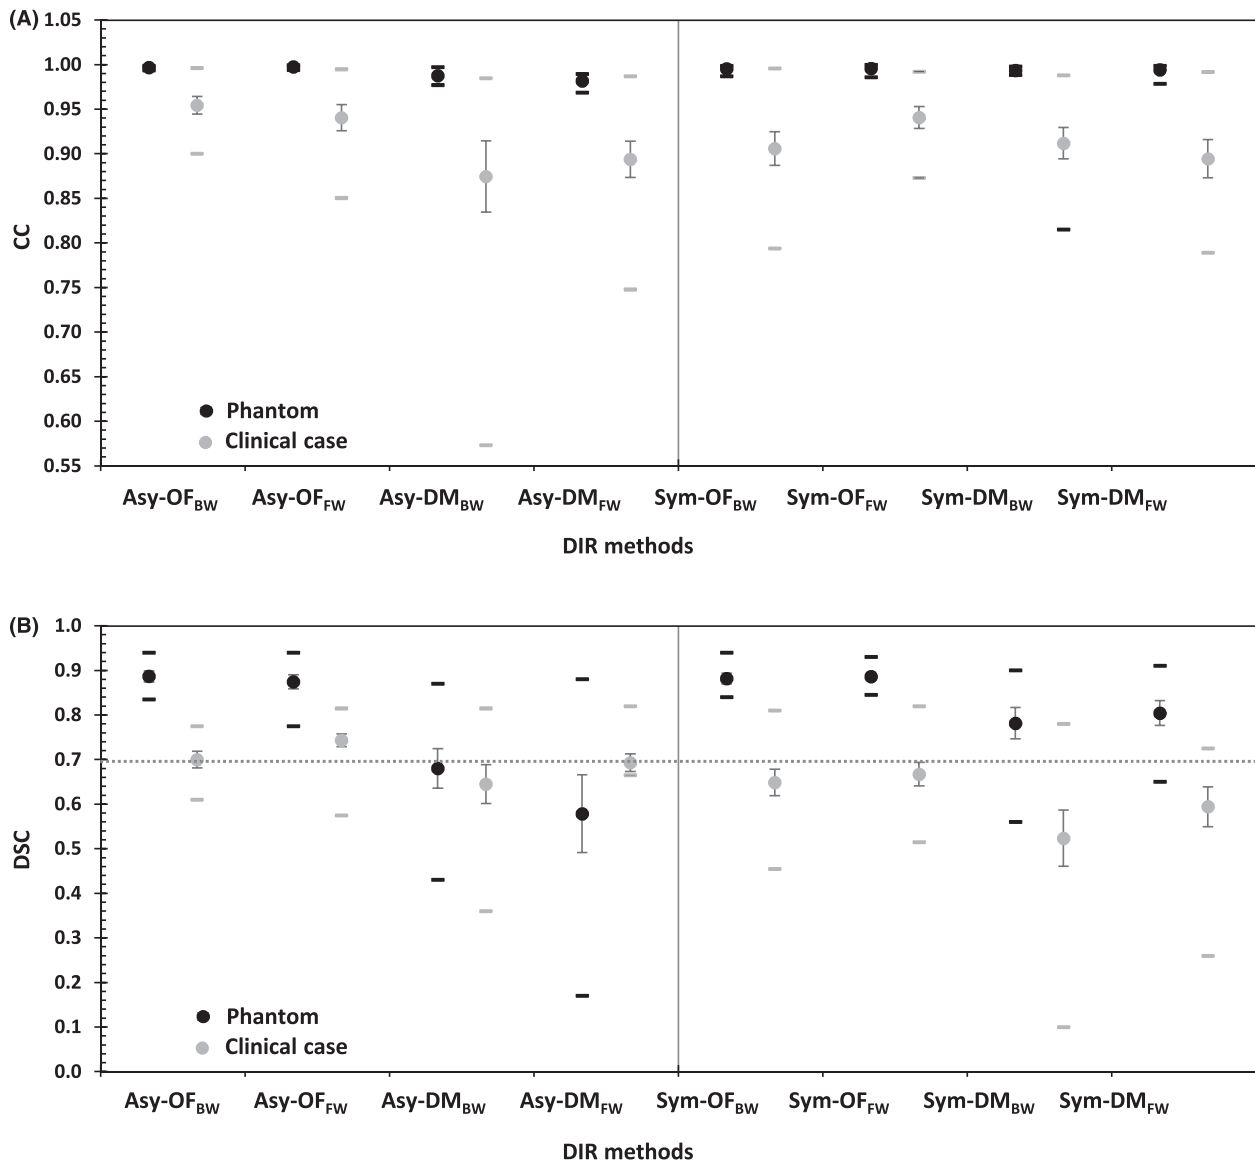 (A)
1.05
1.00
0.95
0.90
0.85
0.80
0.75
0.70
0.65
0.60
0.55
CC
Phantom
Clinical case
Asy-OFBW Asy-OFFW Asy-DMBW Asy-DMFW Sym-OFBW Sym-OFFW Sym-DMBW Sym-DMFW
DIR methods
(B)
1.0
0.9
0.8
0.7
0.6
0.5
0.4
0.3
0.2
0.1
0.0
DSC
Phantom
Clinical case
Asy-OFBW Asy-OFFW Asy-DMBW Asy-DMFW Sym-OFBW Sym-OFFW Sym-DMBW Sym-DMFW
DIR methods